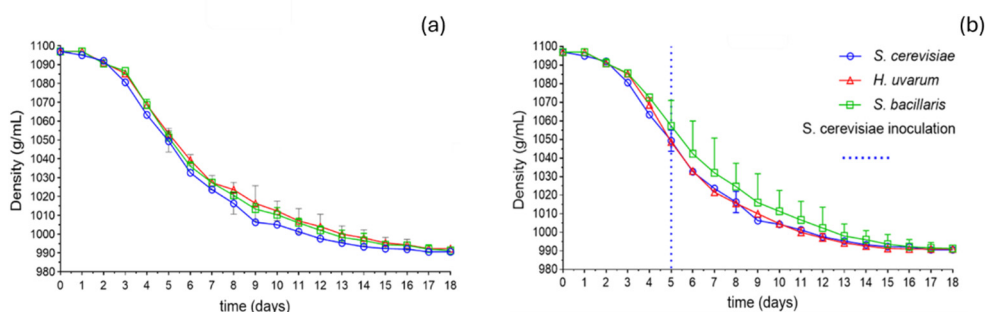 (a)
1100
1090
1080
1070
1060
1050
1040
1030
1020
1010
1000
990
980
Density (g/mL)
0 1 2 3 4 5 6 7 8 9 10 11 12 13 14 15 16 17 18
time (days)
(b)
1100
1090
1080
1070
1060
1050
1040
1030
1020
1010
1000
990
980
Density (g/mL)
0 1 2 3 4 5 6 7 8 9 10 11 12 13 14 15 16 17 18
time (days)
S. cerevisiae
H. uvarum
S. bacillaris
S. cerevisiae inoculation